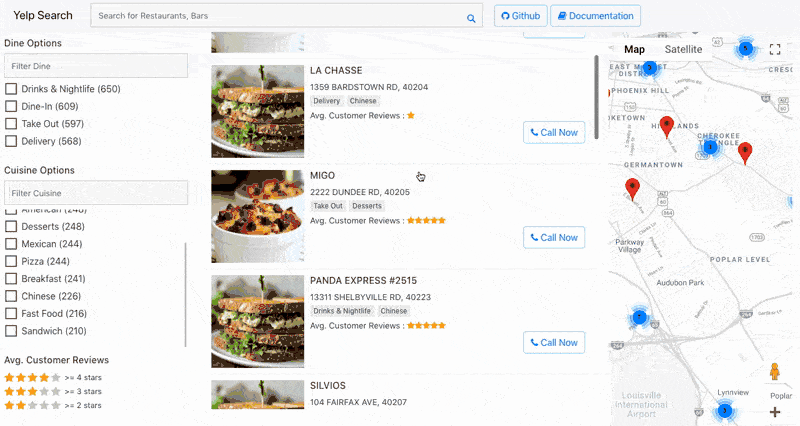 Yelp Search
Search for Restaurants, Bars
Github
Documentation
Dine Options
Filter Dine
Drinks & Nightlife (650)
Dine-In (609)
Take Out (597)
Delivery (568)
Cuisine Options
Filter Cuisine
American (248)
Desserts (248)
Mexican (244)
Pizza (244)
Breakfast (241)
Chinese (226)
Fast Food (216)
Sandwich (210)
Avg. Customer Reviews
>= 4 stars
>= 3 stars
>= 2 stars
LA CHASSE
1359 BARDSTOWN RD, 40204
Delivery Chinese
Avg. Customer Reviews :
Call Now
MIGO
2222 DUNDEE RD, 40205
Take Out Desserts
Avg. Customer Reviews :
Call Now
PANDA EXPRESS #2515
13311 SHELBYVILLE RD, 40223
Drinks & Nightlife Chinese
Avg. Customer Reviews :
Call Now
SILVIOS
104 FAIRFAX AVE, 40207
Map Satellite
EAST MARKET
DISTRICT
PHOENIX HILL
HIGHLANDS
CHEROKEE
TRIANGLE
GERMANTOWN
Parkway
Village
POPLAR LEVEL
Audubon Park
Louisville
International
Airport
Lynnview
Poplar